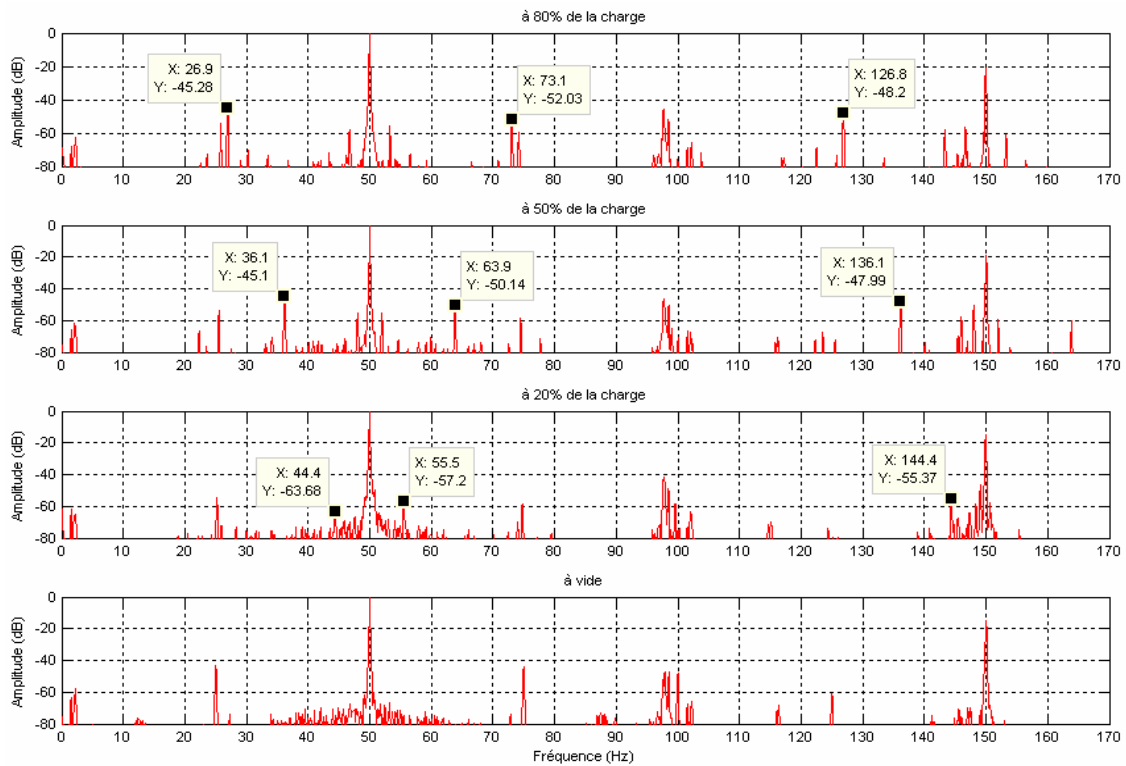 à 80% de la charge
Amplitude (dB)
0
-20
-40
-60
-80
X: 26.9
Y: -45.28
X: 73.1
Y: -52.03
X: 126.8
Y: -48.2
0 10 20 30 40 50 60 70 80 90 100 110 120 130 140 150 160 170
à 50% de la charge
Amplitude (dB)
0
-20
-40
-60
-80
X: 36.1
Y: -45.1
X: 63.9
Y: -50.14
X: 136.1
Y: -47.99
0 10 20 30 40 50 60 70 80 90 100 110 120 130 140 150 160 170
à 20% de la charge
Amplitude (dB)
0
-20
-40
-60
-80
X: 44.4
Y: -63.68
X: 55.5
Y: -57.2
X: 144.4
Y: -55.37
0 10 20 30 40 50 60 70 80 90 100 110 120 130 140 150 160 170
à vide
Amplitude (dB)
0
-20
-40
-60
-80
0 10 20 30 40 50 60 70 80 90 100 110 120 130 140 150 160 170
Fréquence (Hz)